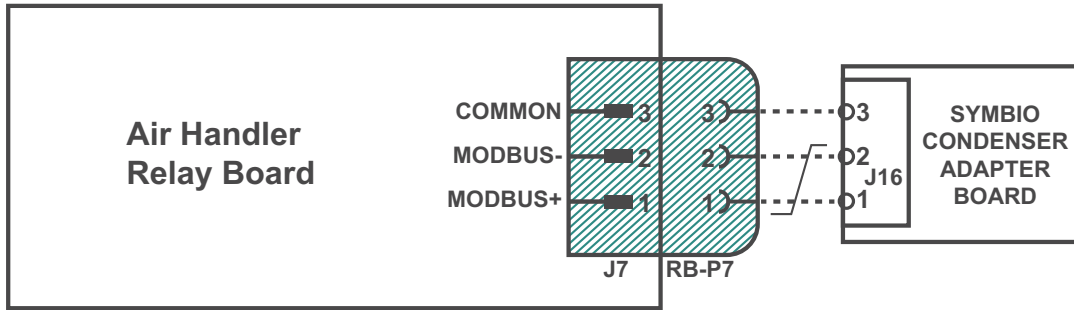 Air Handler
Relay Board
COMMON
MODBUS-
MODBUS+
3
2
1
J7
3
2
1
RB-P7
3
2
1
J16
SYMBIO
CONDENSER
ADAPTER
BOARD